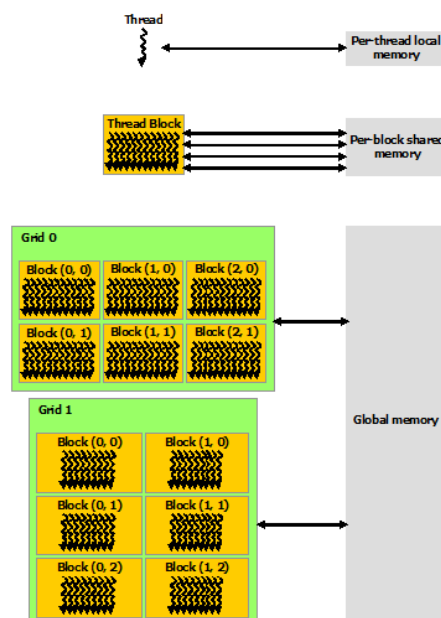 Thread
Per-thread local
memory
Thread Block
Per-block shared
memory
Grid 0
Block (0, 0) Block (1, 0) Block (2, 0)
Block (0, 1) Block (1, 1) Block (2, 1)
Grid 1
Global memory
Block (0, 0) Block (1, 0)
Block (0, 1) Block (1, 1)
Block (0, 2) Block (1, 2)